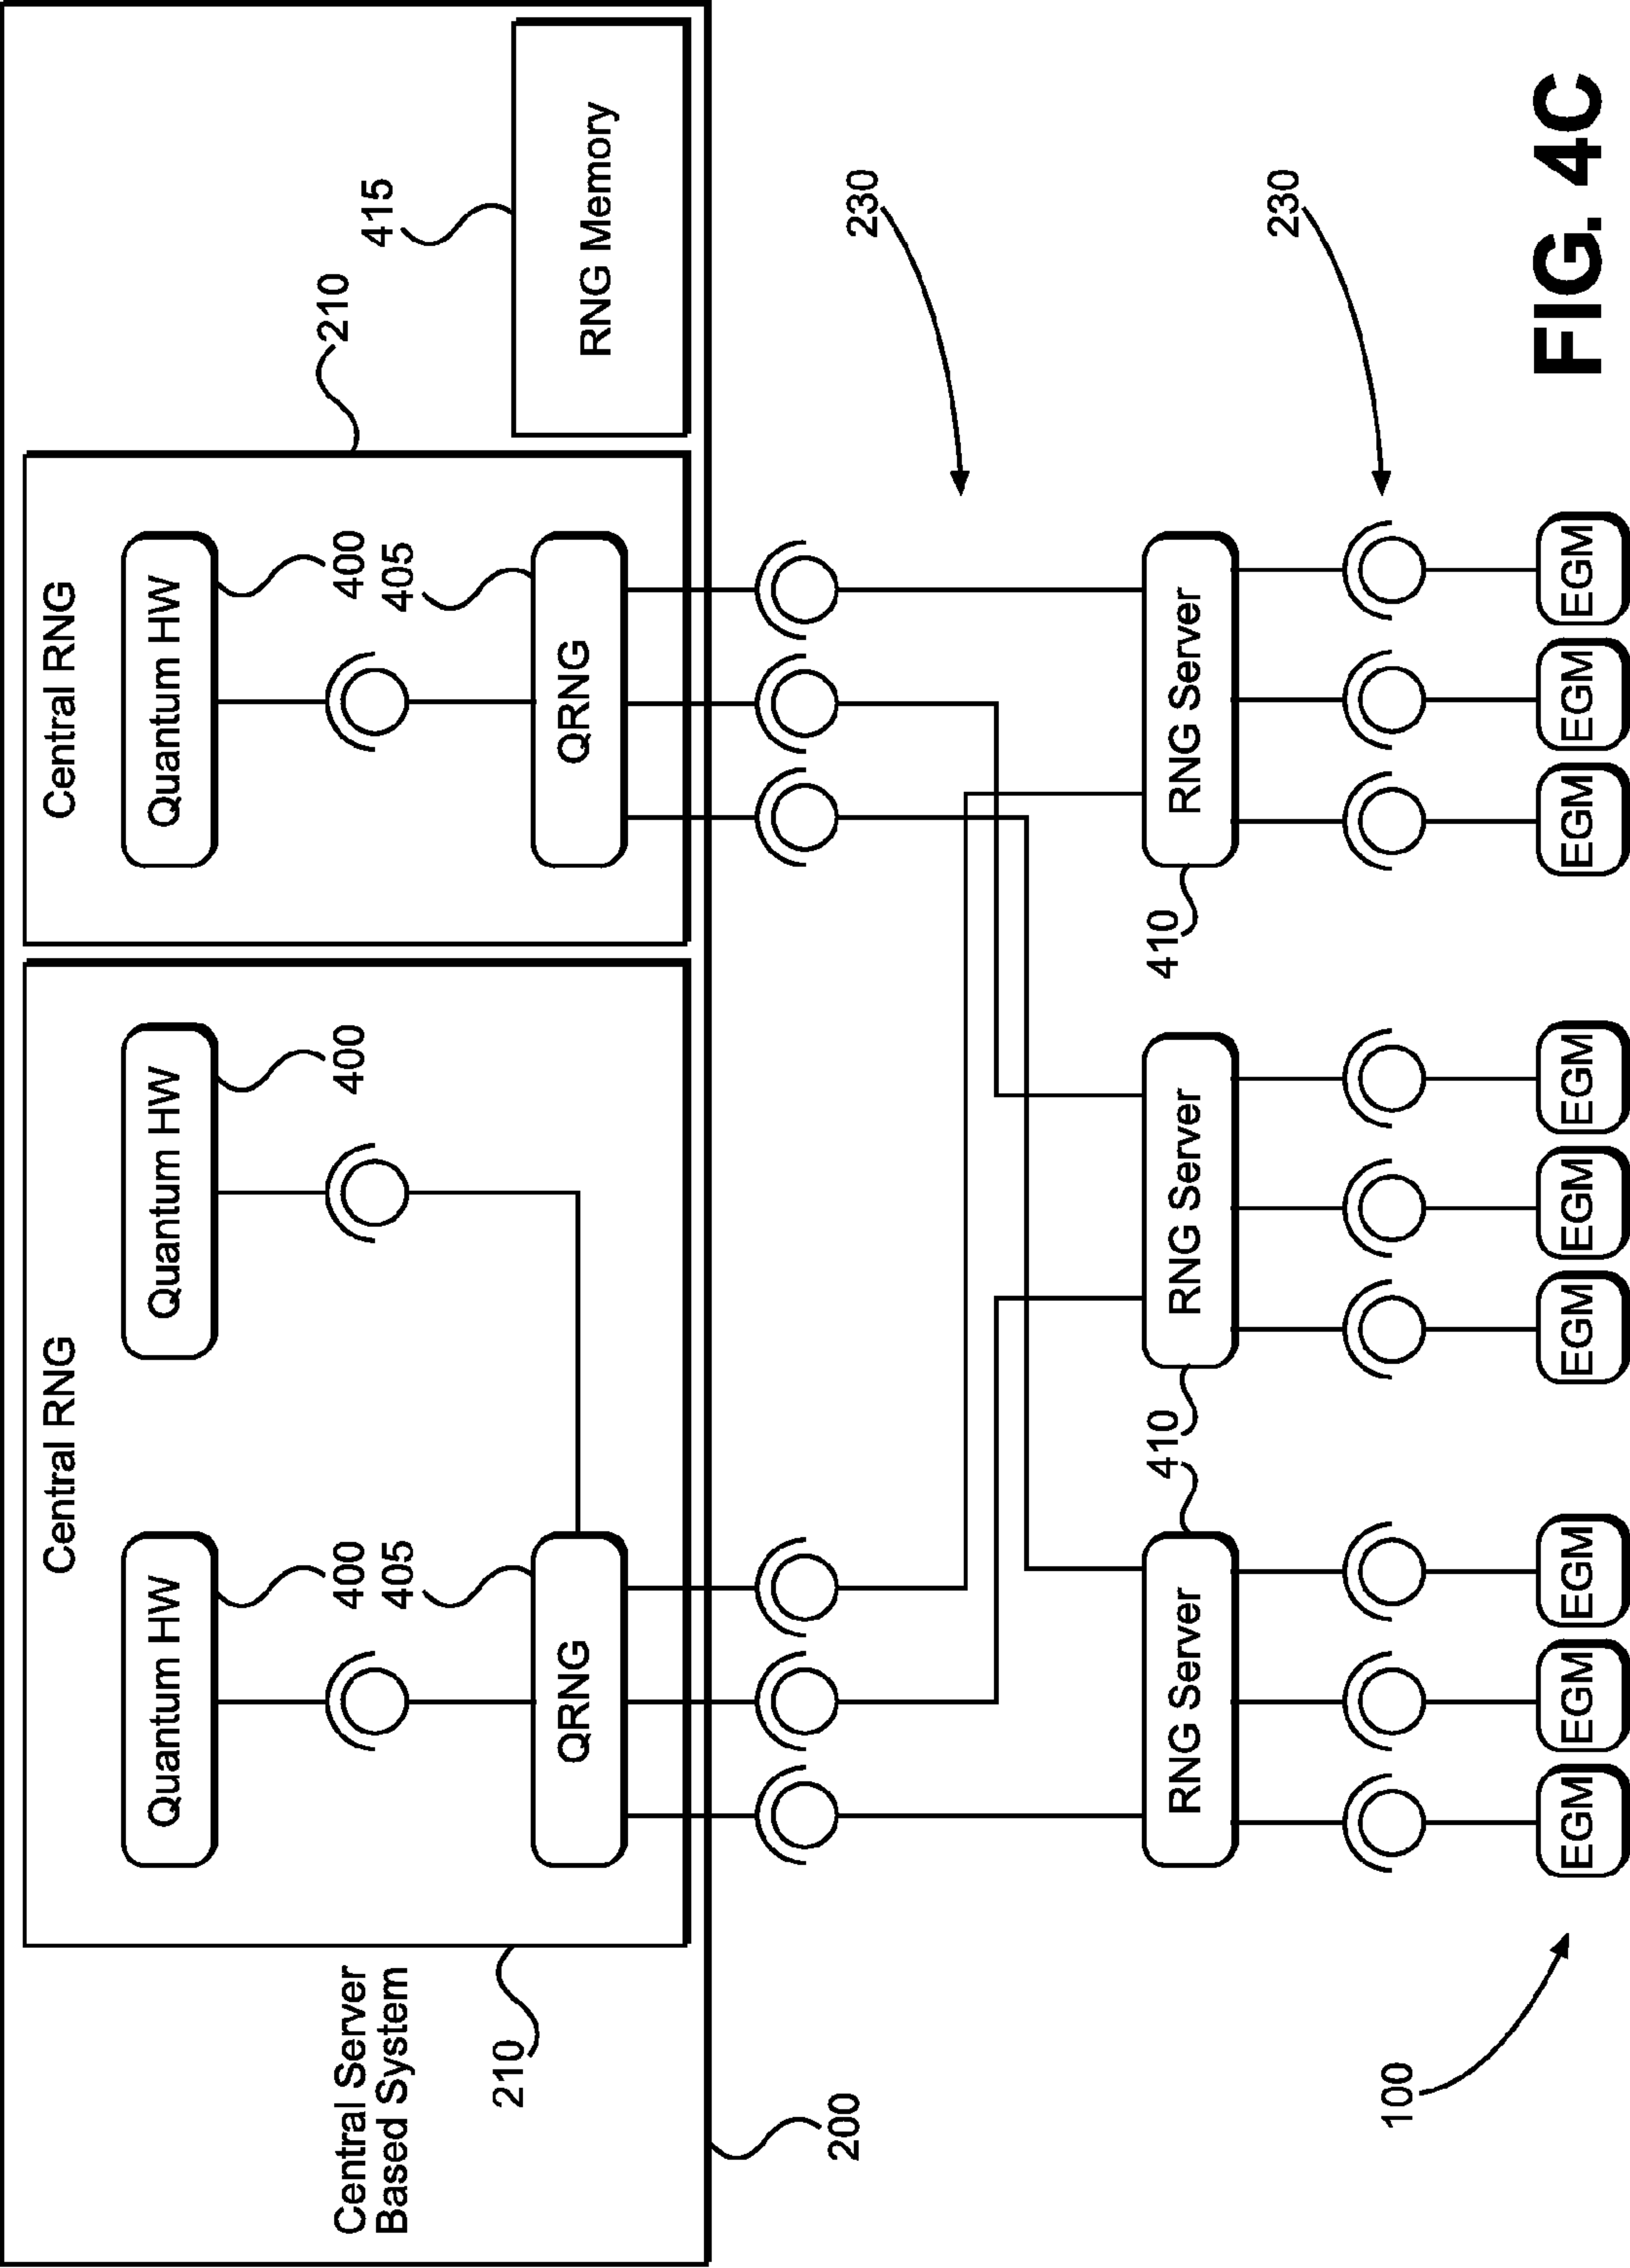 Central RNG
Central RNG
Quantum HW
Quantum HW
Quantum HW
210
Central Server
Based System
400
400
400
415
405
405
210
QRNG
QRNG
RNG Memory
200
230
410
410
RNG Server
RNG Server
RNG Server
230
100
EGM
EGM
EGM
EGM
EGM
EGM
EGM
EGM
EGM
FIG. 4C